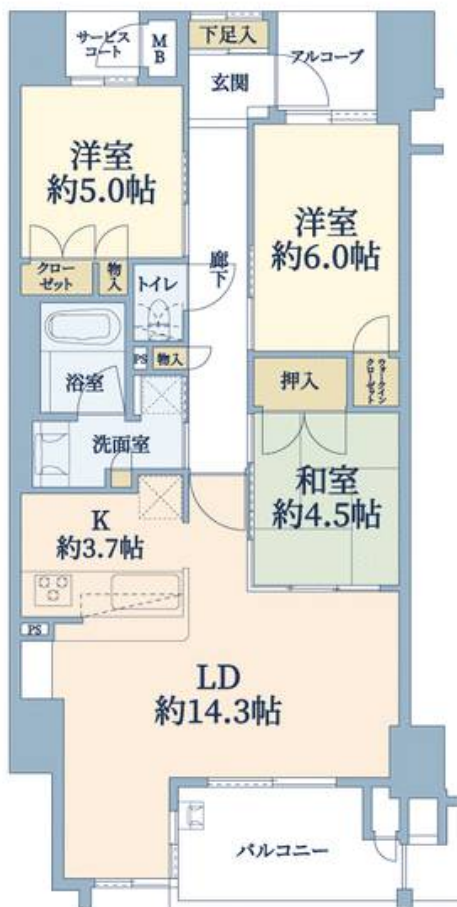 サービス
コート
M
B
下足入
玄関
アルコーブ
洋室
約5.0帖
洋室
約6.0帖
クロー
ゼット
物
入
トイレ
廊
下
PS
物入
浴室
押入
ウォークイン
クローゼット
洗面室
和室
約4.5帖
K
約3.7帖
PS
LD
約14.3帖
バルコニー